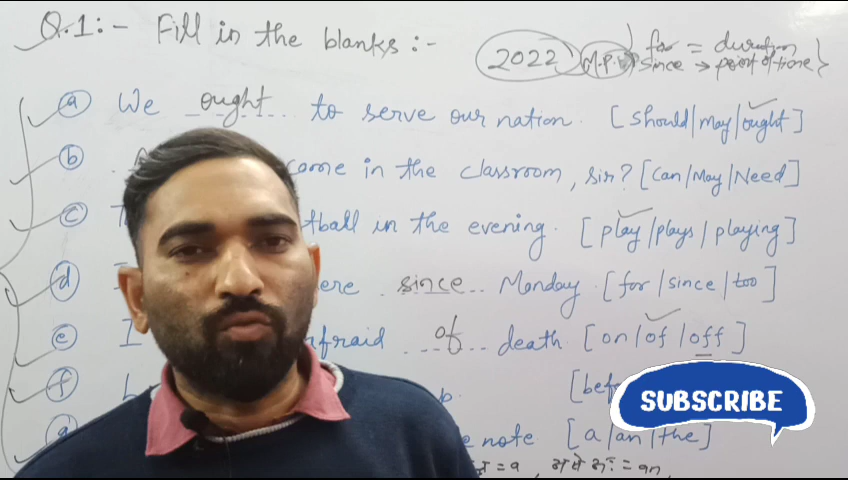 Q.1:- Fill in the blanks:-
2022 M.P.B for = duration
since → point of time
a We ought to serve our nation. [should/may/ought]
b come in the classroom, sir? [Can/May/Need]
c tball in the evening. [play/plays/playing]
d ere since Monday. [for/since/too]
e I afraid of death. [on/of/off]
f b. [bef
g e note [a/an/the]
= a, = an
SUBSCRIBE